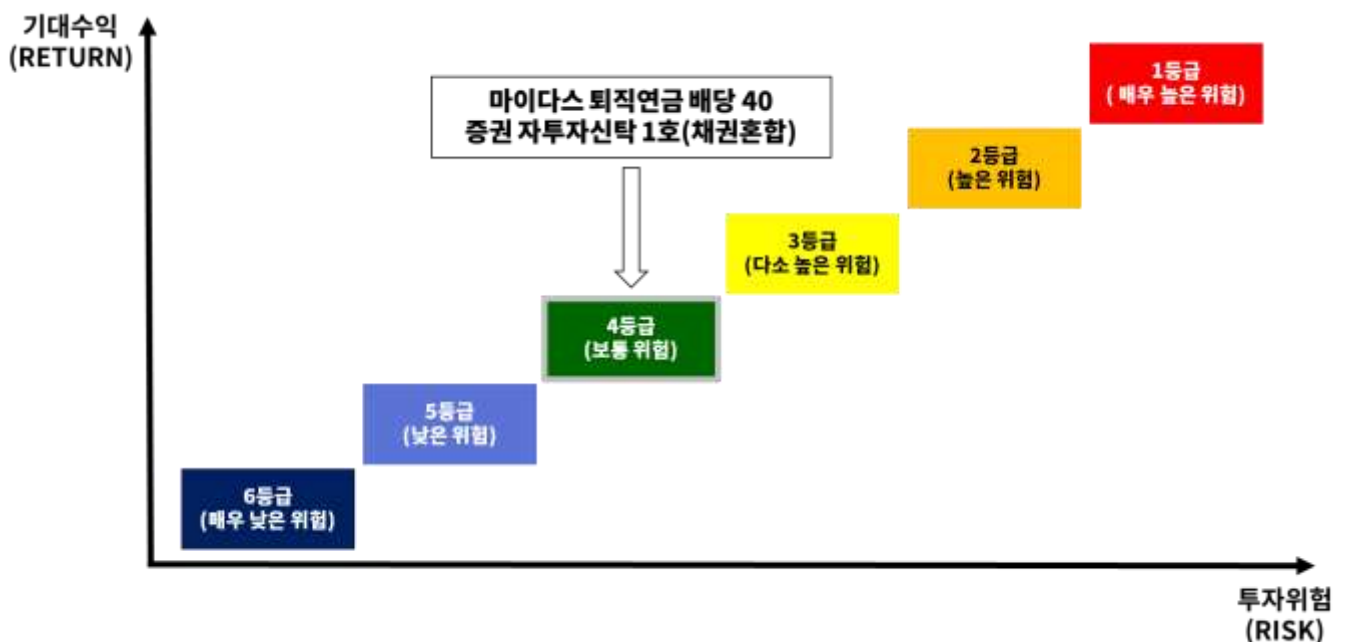 기대수익
(RETURN)
1등급
( 매우 높은 위험)
마이다스 퇴직연금 배당 40
증권 자투자신탁 1호(채권혼합)
2등급
(높은 위험)
3등급
(다소 높은 위험)
4등급
(보통 위험)
5등급
(낮은 위험)
6등급
(매우 낮은 위험)
투자위험
(RISK)